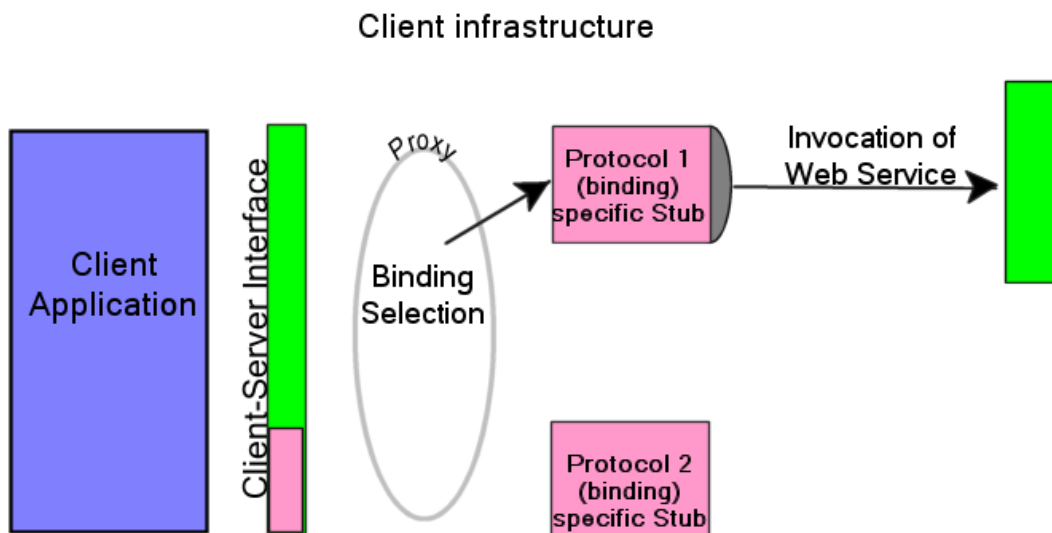 Client infrastructure
Client
Application
Client-Server Interface
Proxy
Binding
Selection
Protocol 1
(binding)
specific Stub
Invocation of
Web Service
Protocol 2
(binding)
specific Stub